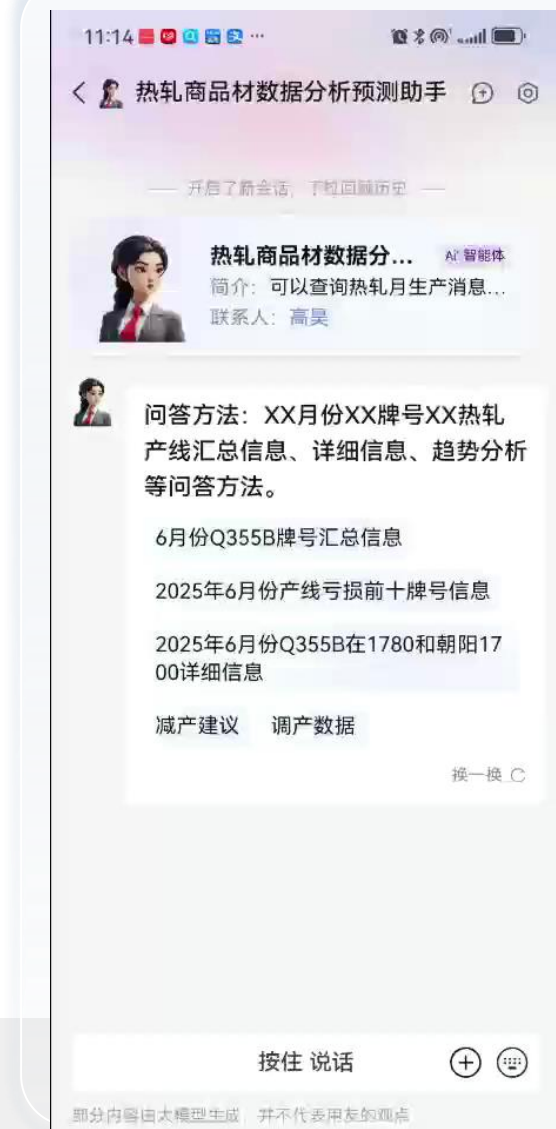 11:14
热轧商品材数据分析预测助手
开启了新会话，下拉回顾历史
热轧商品材数据分... AI 智能体
简介：可以查询热轧月生产消息...
联系人：高昊
问答方法：XX月份XX牌号XX热轧
产线汇总信息、详细信息、趋势分析
等问答方法。
6月份Q355B牌号汇总信息
2025年6月份产线亏损前十牌号信息
2025年6月份Q355B在1780和朝阳17
00详细信息
减产建议 调产数据
换一换
按住 说话
部分内容由大模型生成，并不代表用友的观点